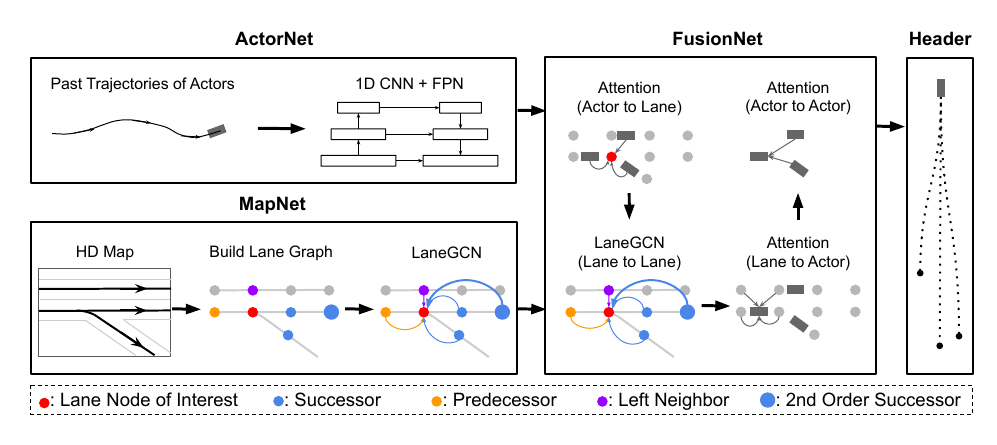 ActorNet
Past Trajectories of Actors
1D CNN + FPN
MapNet
HD Map
Build Lane Graph
LaneGCN
FusionNet
Attention
(Actor to Lane)
Attention
(Actor to Actor)
LaneGCN
(Lane to Lane)
Attention
(Lane to Actor)
Header
: Lane Node of Interest
: Successor
: Predecessor
: Left Neighbor
: 2nd Order Successor